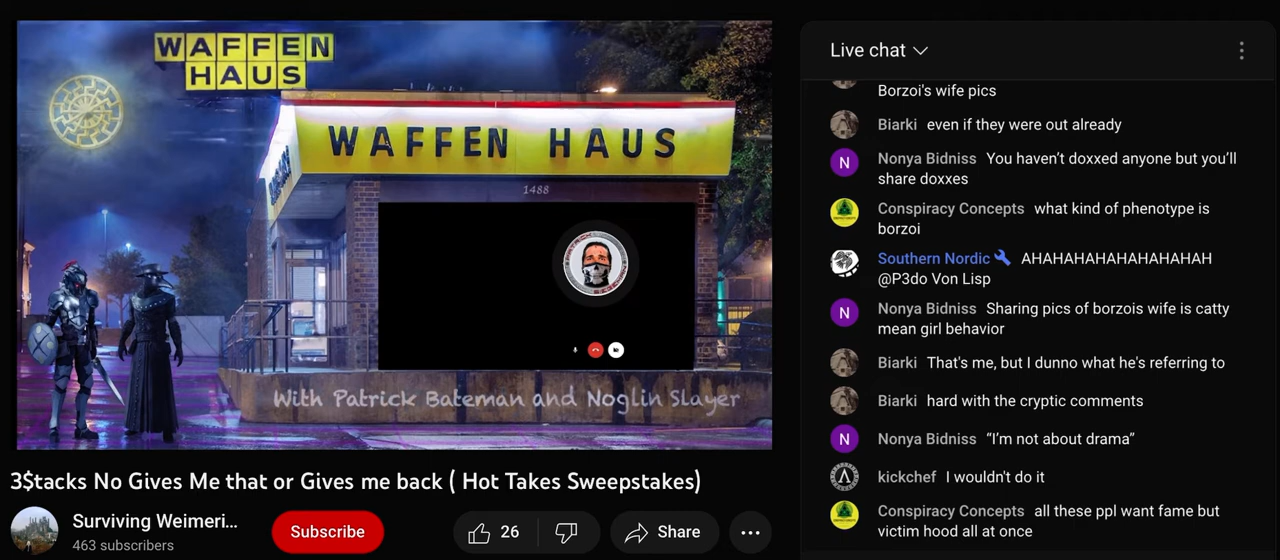 WAFFEN
HAUS
WAFFEN HAUS
1488
With Patrick Bateman and Noglin Slayer
3$tacks No Gives Me that or Gives me back ( Hot Takes Sweepstakes)
Surviving Weimeri...
463 subscribers
Subscribe
26
Share
Live chat
Borzoi's wife pics
Biarki even if they were out already
N
Nonya Bidniss You haven't doxxed anyone but you'll
share doxxes
Conspiracy Concepts what kind of phenotype is
borzoi
Southern Nordic AHAHAHAHAHAHAHAHAH
@P3do Von Lisp
N
Nonya Bidniss Sharing pics of borzois wife is catty
mean girl behavior
Biarki That's me, but I dunno what he's referring to
Biarki hard with the cryptic comments
N
Nonya Bidniss “I'm not about drama”
kickchef I wouldn't do it
Conspiracy Concepts all these ppl want fame but
victim hood all at once